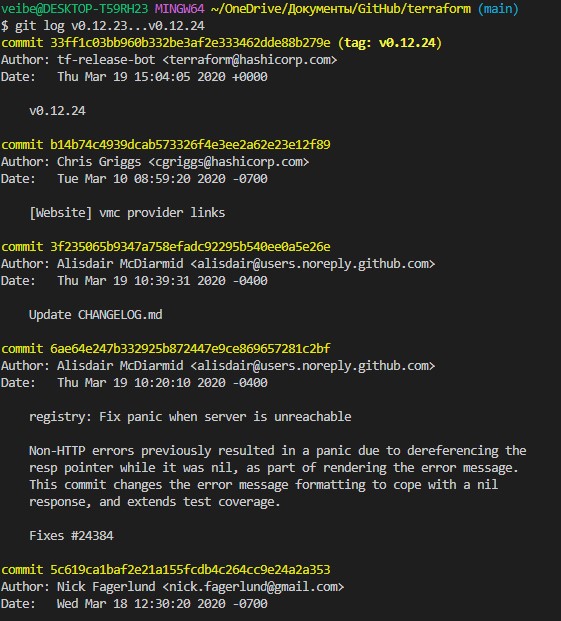 veibe@DESKTOP-T59RH23 MINGW64 ~/OneDrive/Документы/GitHub/terraform (main)
$ git log v0.12.23...v0.12.24
commit 33ff1c03bb960b332be3af2e333462dde88b279e (tag: v0.12.24)
Author: tf-release-bot <terraform@hashicorp.com>
Date:   Thu Mar 19 15:04:05 2020 +0000

    v0.12.24

commit b14b74c4939dcab573326f4e3ee2a62e23e12f89
Author: Chris Griggs <cgriggs@hashicorp.com>
Date:   Tue Mar 10 08:59:20 2020 -0700

    [Website] vmc provider links

commit 3f235065b9347a758efadc92295b540ee0a5e26e
Author: Alisdair McDiarmid <alisdair@users.noreply.github.com>
Date:   Thu Mar 19 10:39:31 2020 -0400

    Update CHANGELOG.md

commit 6ae64e247b332925b872447e9ce869657281c2bf
Author: Alisdair McDiarmid <alisdair@users.noreply.github.com>
Date:   Thu Mar 19 10:20:10 2020 -0400

    registry: Fix panic when server is unreachable

    Non-HTTP errors previously resulted in a panic due to dereferencing the
    resp pointer while it was nil, as part of rendering the error message.
    This commit changes the error message formatting to cope with a nil
    response, and extends test coverage.

    Fixes #24384

commit 5c619ca1baf2e21a155fcdb4c264cc9e24a2a353
Author: Nick Fagerlund <nick.fagerlund@gmail.com>
Date:   Wed Mar 18 12:30:20 2020 -0700